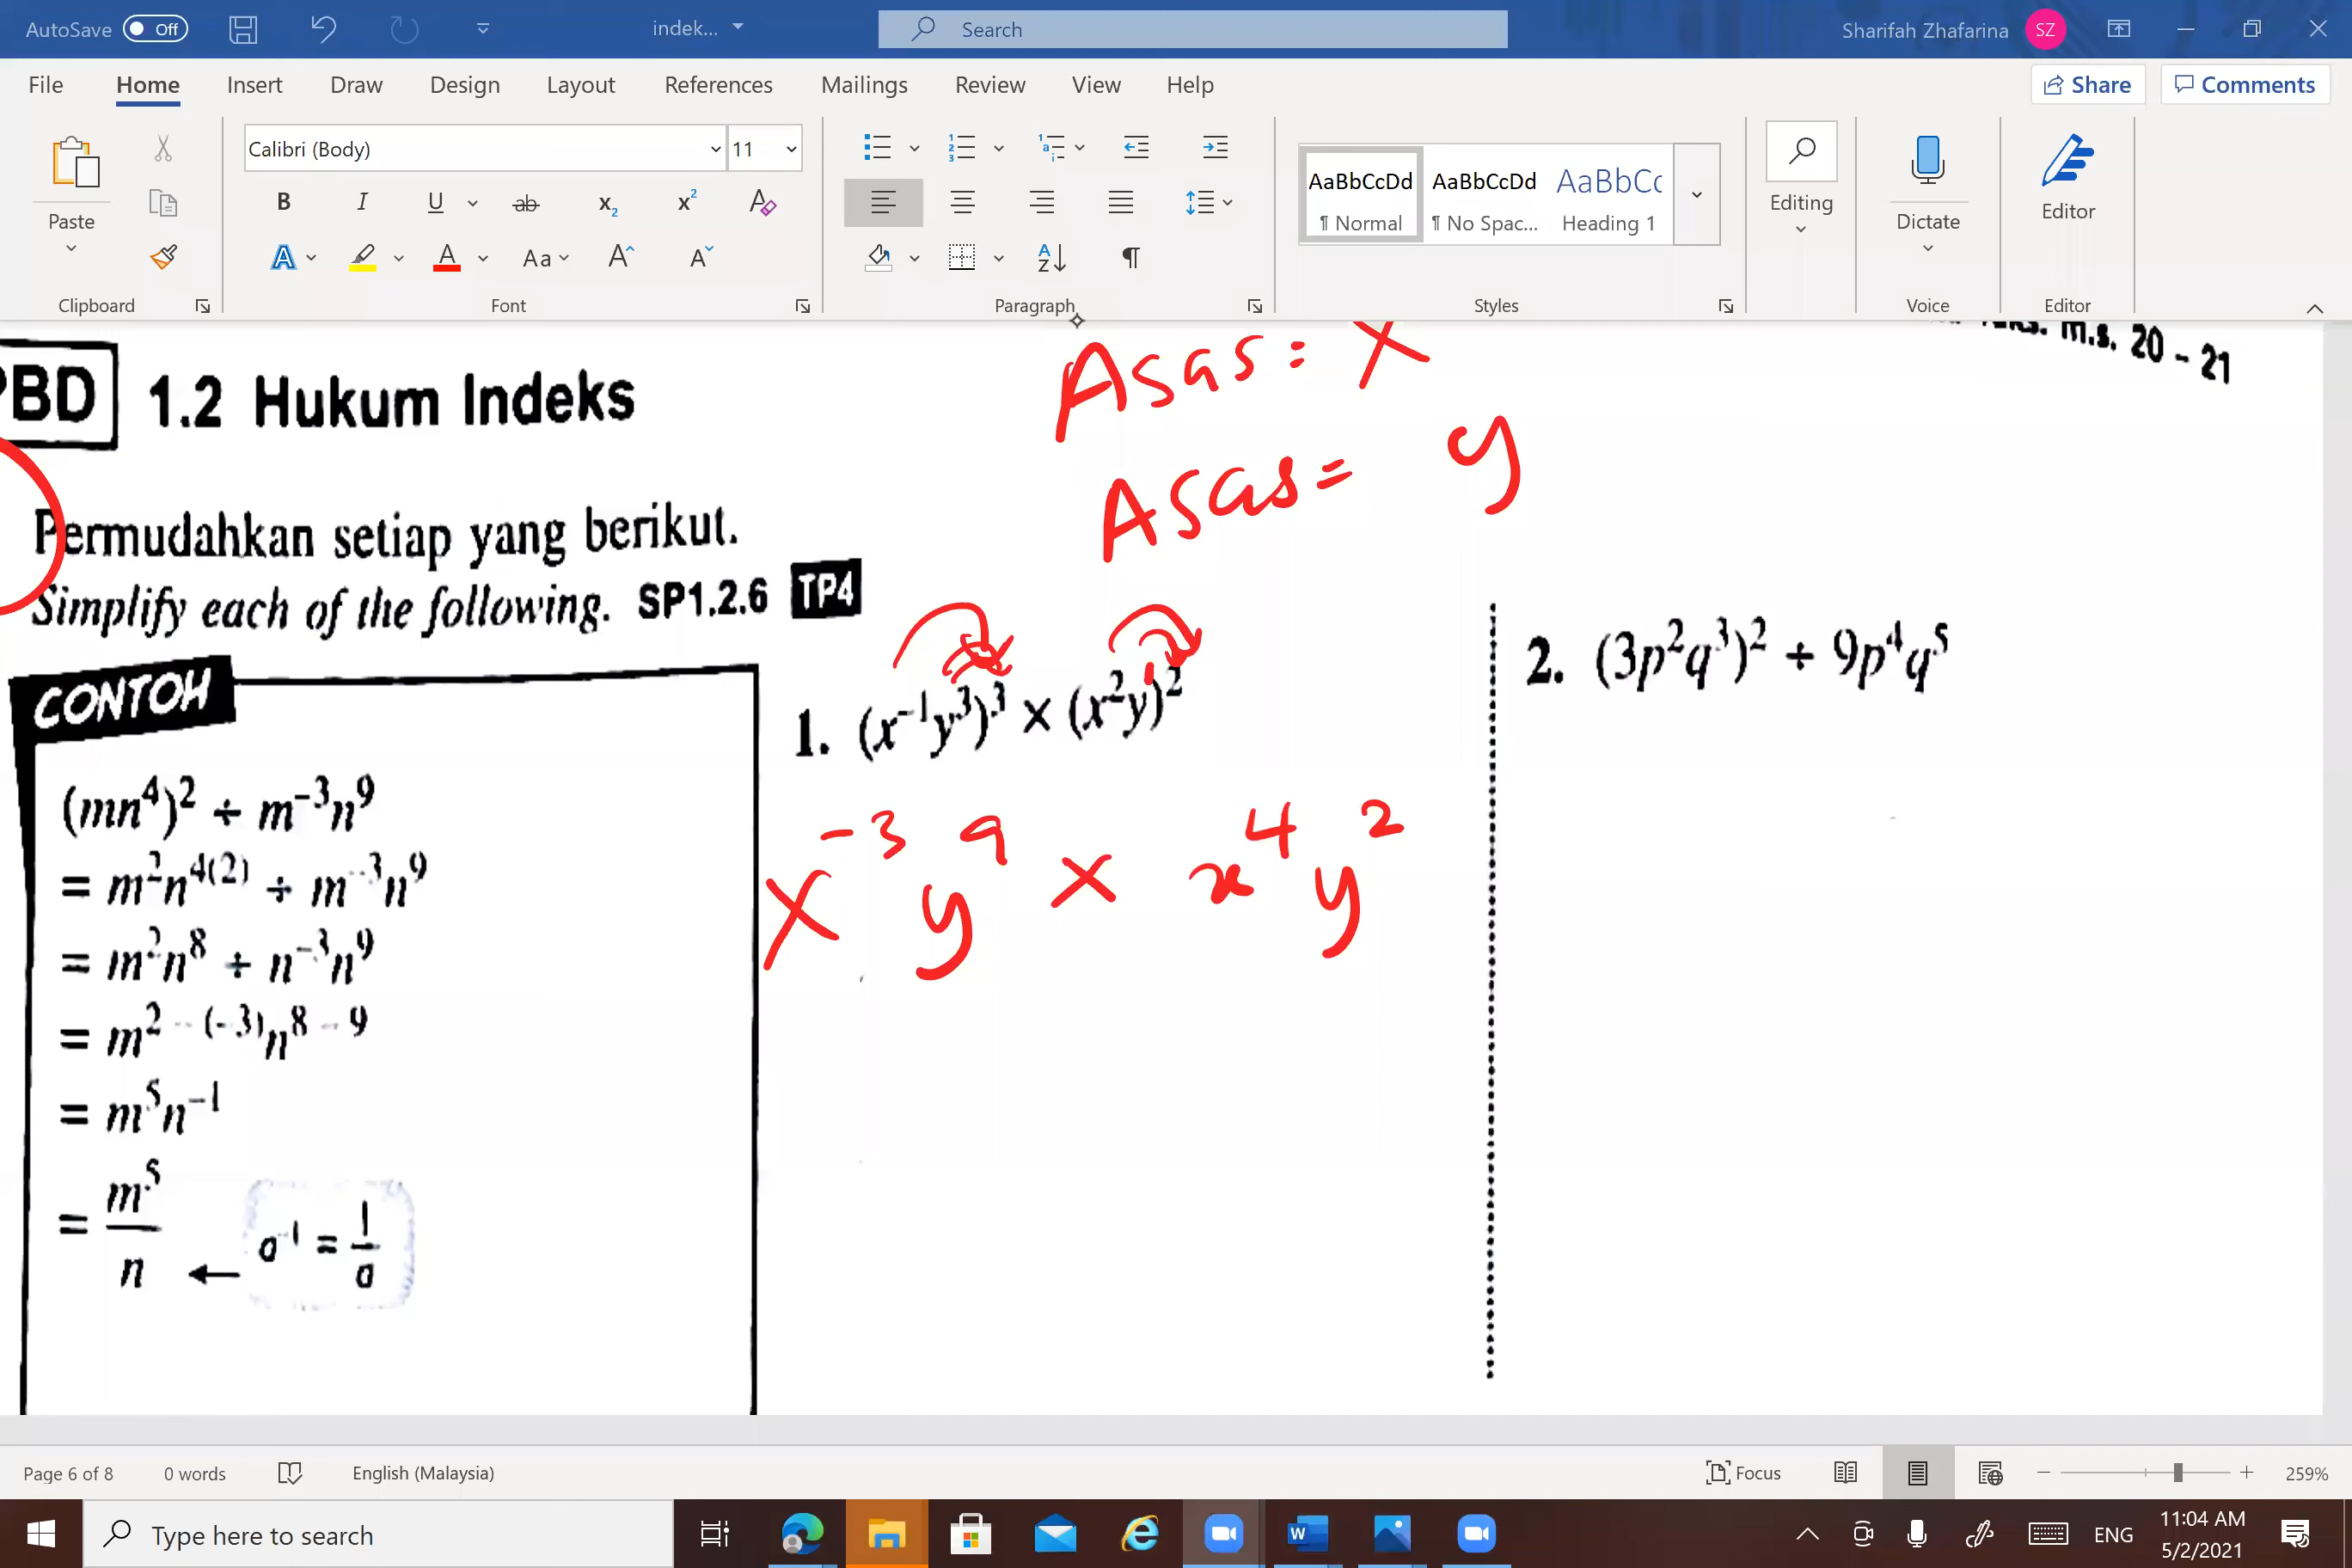 AutoSave Off indek... Search Sharifah Zhafarina SZ
File Home Insert Draw Design Layout References Mailings Review View Help Share Comments
Calibri (Body) 11
AaBbCcDd AaBbCcDd AaBbCc
Paste
¶ Normal ¶ No Spac... Heading 1
Editing Dictate Editor
Clipboard Font Paragraph Styles Voice Editor
m.s. 20 - 21
Asas: x
PBD 1.2 Hukum Indeks
Asas = y
Permudahkan setiap yang berikut.
Simplify each of the following. SP1.2.6 TP4
CONTOH
(mn⁴)² ÷ m⁻³n⁹
= m²n⁴⁽²⁾ ÷ m⁻³n⁹
= m²n⁸ ÷ n⁻³n⁹
= m²⁻⁽⁻³⁾n⁸⁻⁹
= m⁵n⁻¹
= m⁵/n ← a⁻¹ = 1/a
1. (x⁻¹y³)³ × (x²y)²
x⁻³ y⁹ × x⁴ y²
2. (3p²q³)² ÷ 9p⁴q⁵
Page 6 of 8 0 words English (Malaysia) Focus 259%
Type here to search ENG 11:04 AM
5/2/2021